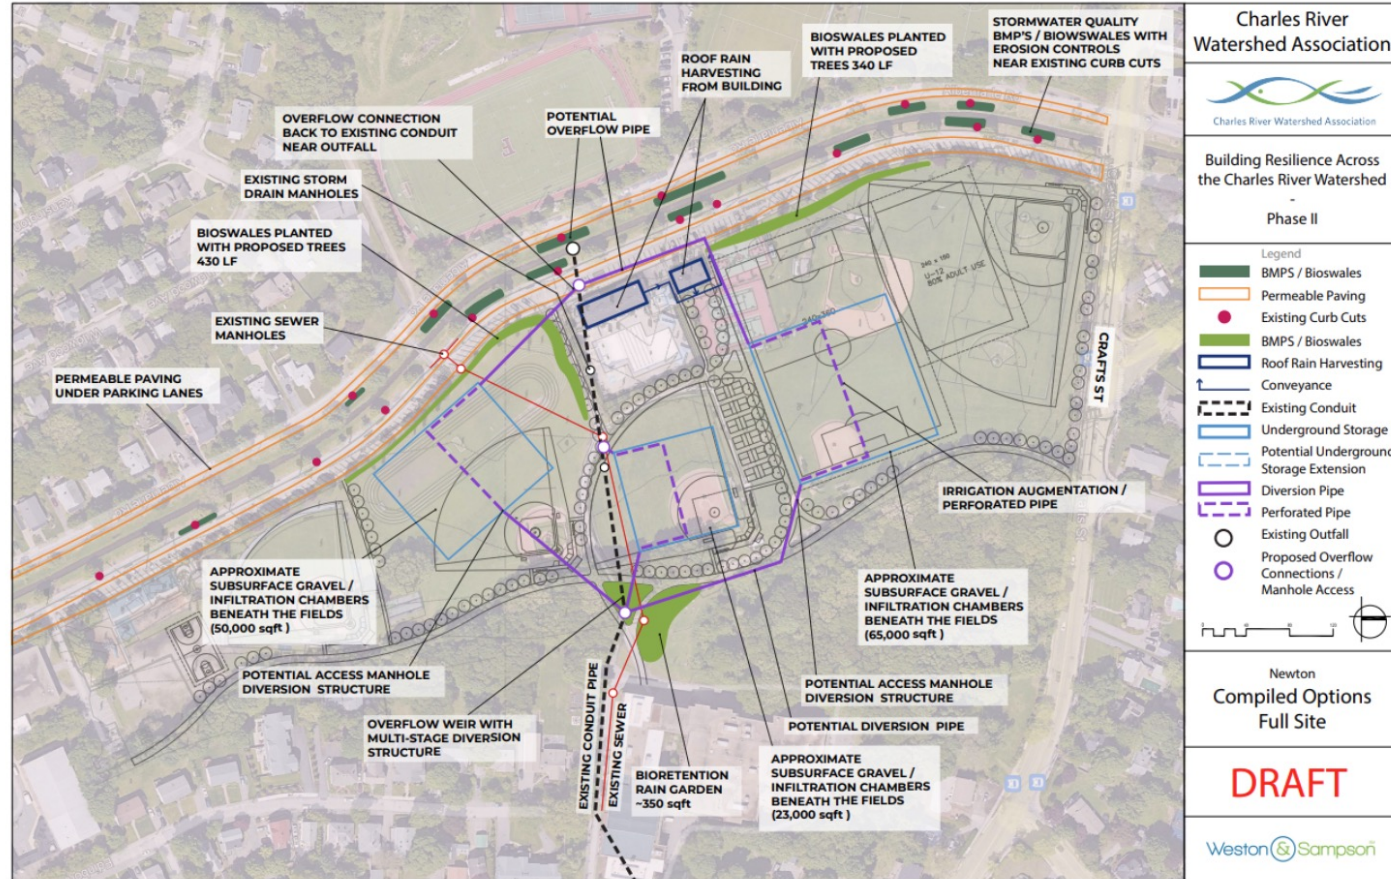 STORMWATER QUALITY
BMP'S / BIOWSWALES WITH
EROSION CONTROLS
NEAR EXISTING CURB CUTS
BIOSWALES PLANTED
WITH PROPOSED
TREES 340 LF
ROOF RAIN
HARVESTING
FROM BUILDING
POTENTIAL
OVERFLOW PIPE
OVERFLOW CONNECTION
BACK TO EXISTING CONDUIT
NEAR OUTFALL
EXISTING STORM
DRAIN MANHOLES
BIOSWALES PLANTED
WITH PROPOSED TREES
430 LF
EXISTING SEWER
MANHOLES
PERMEABLE PAVING
UNDER PARKING LANES
U-12
80% ADULT USE
CRAFTS ST
IRRIGATION AUGMENTATION /
PERFORATED PIPE
APPROXIMATE
SUBSURFACE GRAVEL /
INFILTRATION CHAMBERS
BENEATH THE FIELDS
(50,000 sqft )
APPROXIMATE
SUBSURFACE GRAVEL /
INFILTRATION CHAMBERS
BENEATH THE FIELDS
(65,000 sqft )
POTENTIAL ACCESS MANHOLE
DIVERSION STRUCTURE
POTENTIAL ACCESS MANHOLE
DIVERSION STRUCTURE
OVERFLOW WEIR WITH
MULTI-STAGE DIVERSION
STRUCTURE
POTENTIAL DIVERSION PIPE
EXISTING CONDUIT PIPE
EXISTING SEWER
BIORETENTION
RAIN GARDEN
~350 sqft
APPROXIMATE
SUBSURFACE GRAVEL /
INFILTRATION CHAMBERS
BENEATH THE FIELDS
(23,000 sqft )
Charles River
Watershed Association
Charles River Watershed Association
Building Resilience Across
the Charles River Watershed
-
Phase II
Legend
BMPS / Bioswales
Permeable Paving
Existing Curb Cuts
BMPS / Bioswales
Roof Rain Harvesting
Conveyance
Existing Conduit
Underground Storage
Potential Underground
Storage Extension
Diversion Pipe
Perforated Pipe
Existing Outfall
Proposed Overflow
Connections /
Manhole Access
Newton
Compiled Options
Full Site
DRAFT
Weston & Sampson